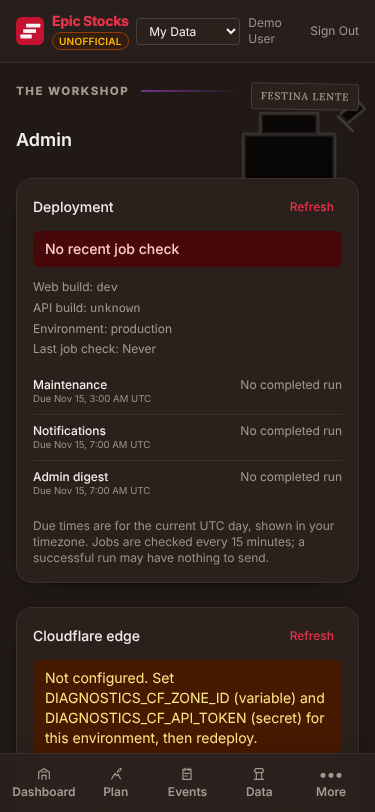 Epic Stocks
UNOFFICIAL
My Data
Demo
User
Sign Out
THE WORKSHOP
FESTINA LENTE
Admin
Deployment
Refresh
No recent job check
Web build: dev
API build: unknown
Environment: production
Last job check: Never
Maintenance
No completed run
Due Nov 15, 3:00 AM UTC
Notifications
No completed run
Due Nov 15, 7:00 AM UTC
Admin digest
No completed run
Due Nov 15, 7:00 AM UTC
Due times are for the current UTC day, shown in your
timezone. Jobs are checked every 15 minutes; a
successful run may have nothing to send.
Cloudflare edge
Refresh
Not configured. Set
DIAGNOSTICS_CF_ZONE_ID (variable) and
DIAGNOSTICS_CF_API_TOKEN (secret) for
this environment, then redeploy.
Dashboard
Plan
Events
Data
More